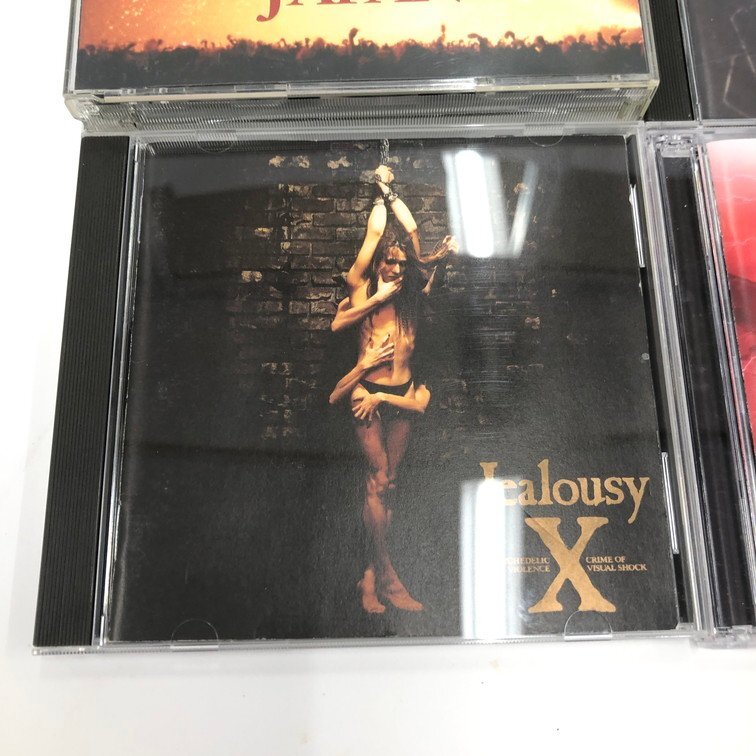 Jealousy
X
VIOLENCE
CRIME OF
VISUAL SHOCK